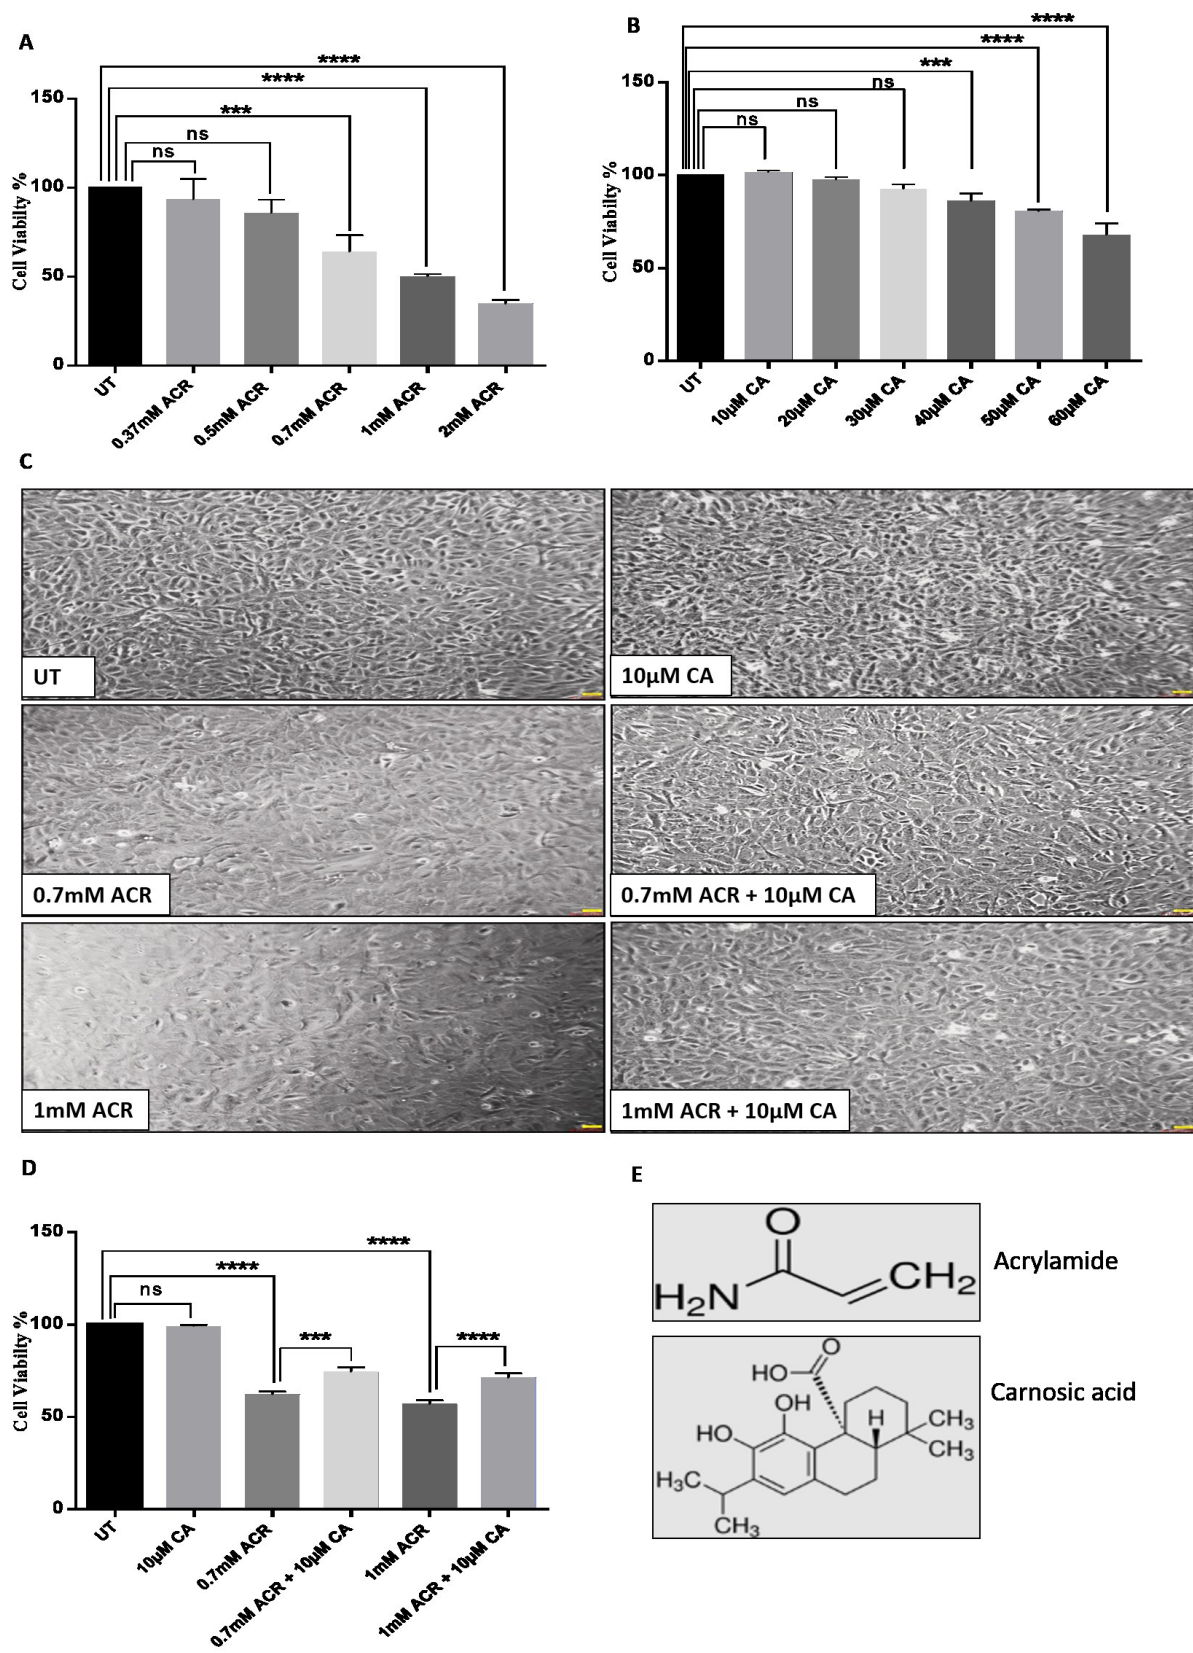 A
****
****
***
ns
ns
150
100
50
0
Cell Viabilty %
UT
0.37mM ACR
0.5mM ACR
0.7mM ACR
1mM ACR
2mM ACR
B
****
****
***
ns
ns
ns
150
100
50
0
Cell Viabilty %
UT
10µM CA
20µM CA
30µM CA
40µM CA
50µM CA
60µM CA
C
UT
10µM CA
0.7mM ACR
0.7mM ACR + 10µM CA
1mM ACR
1mM ACR + 10µM CA
D
****
****
ns
***
****
150
100
50
0
Cell Viabilty %
UT
10µM CA
0.7mM ACR
0.7mM ACR + 10µM CA
1mM ACR
1mM ACR + 10µM CA
E
O
H2N
CH2
Acrylamide
O
HO
OH
HO
H
CH3
CH3
H3C
CH3
Carnosic acid